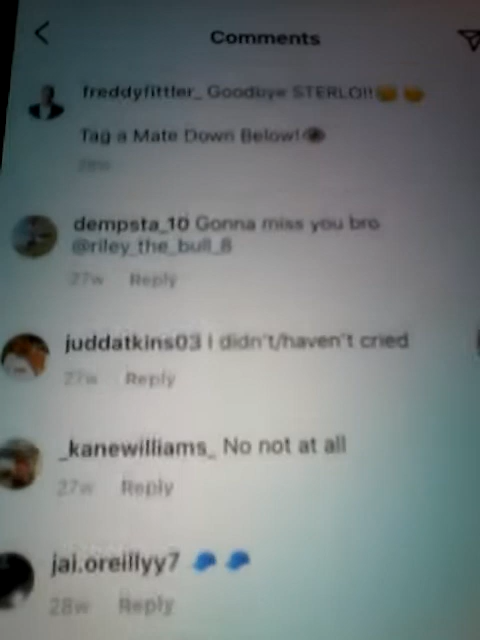 Comments
freddyfittler_ Goodbye STERLO!!
Tag a Mate Down Below!
dempsta_10 Gonna miss you bro
@riley_the_bull_8
27w Reply
juddatkins03 I didn't/haven't cried
27w Reply
_kanewilliams_ No not at all
27w Reply
jai.oreillyy7
28w Reply